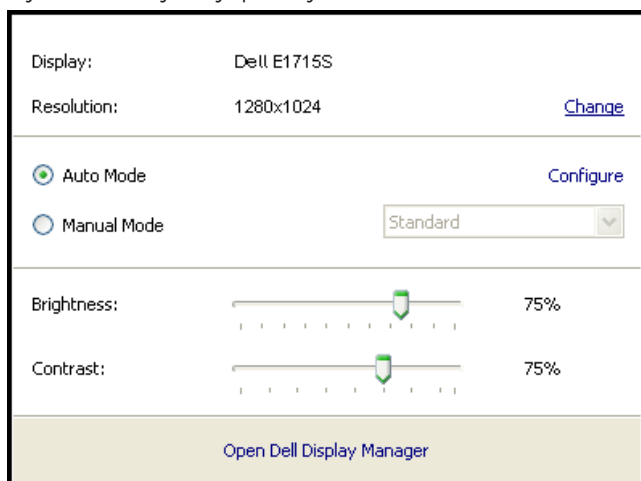 Display: Dell E1715S
Resolution: 1280x1024 Change
Auto Mode Configure
Manual Mode Standard
Brightness: 75%
Contrast: 75%
Open Dell Display Manager